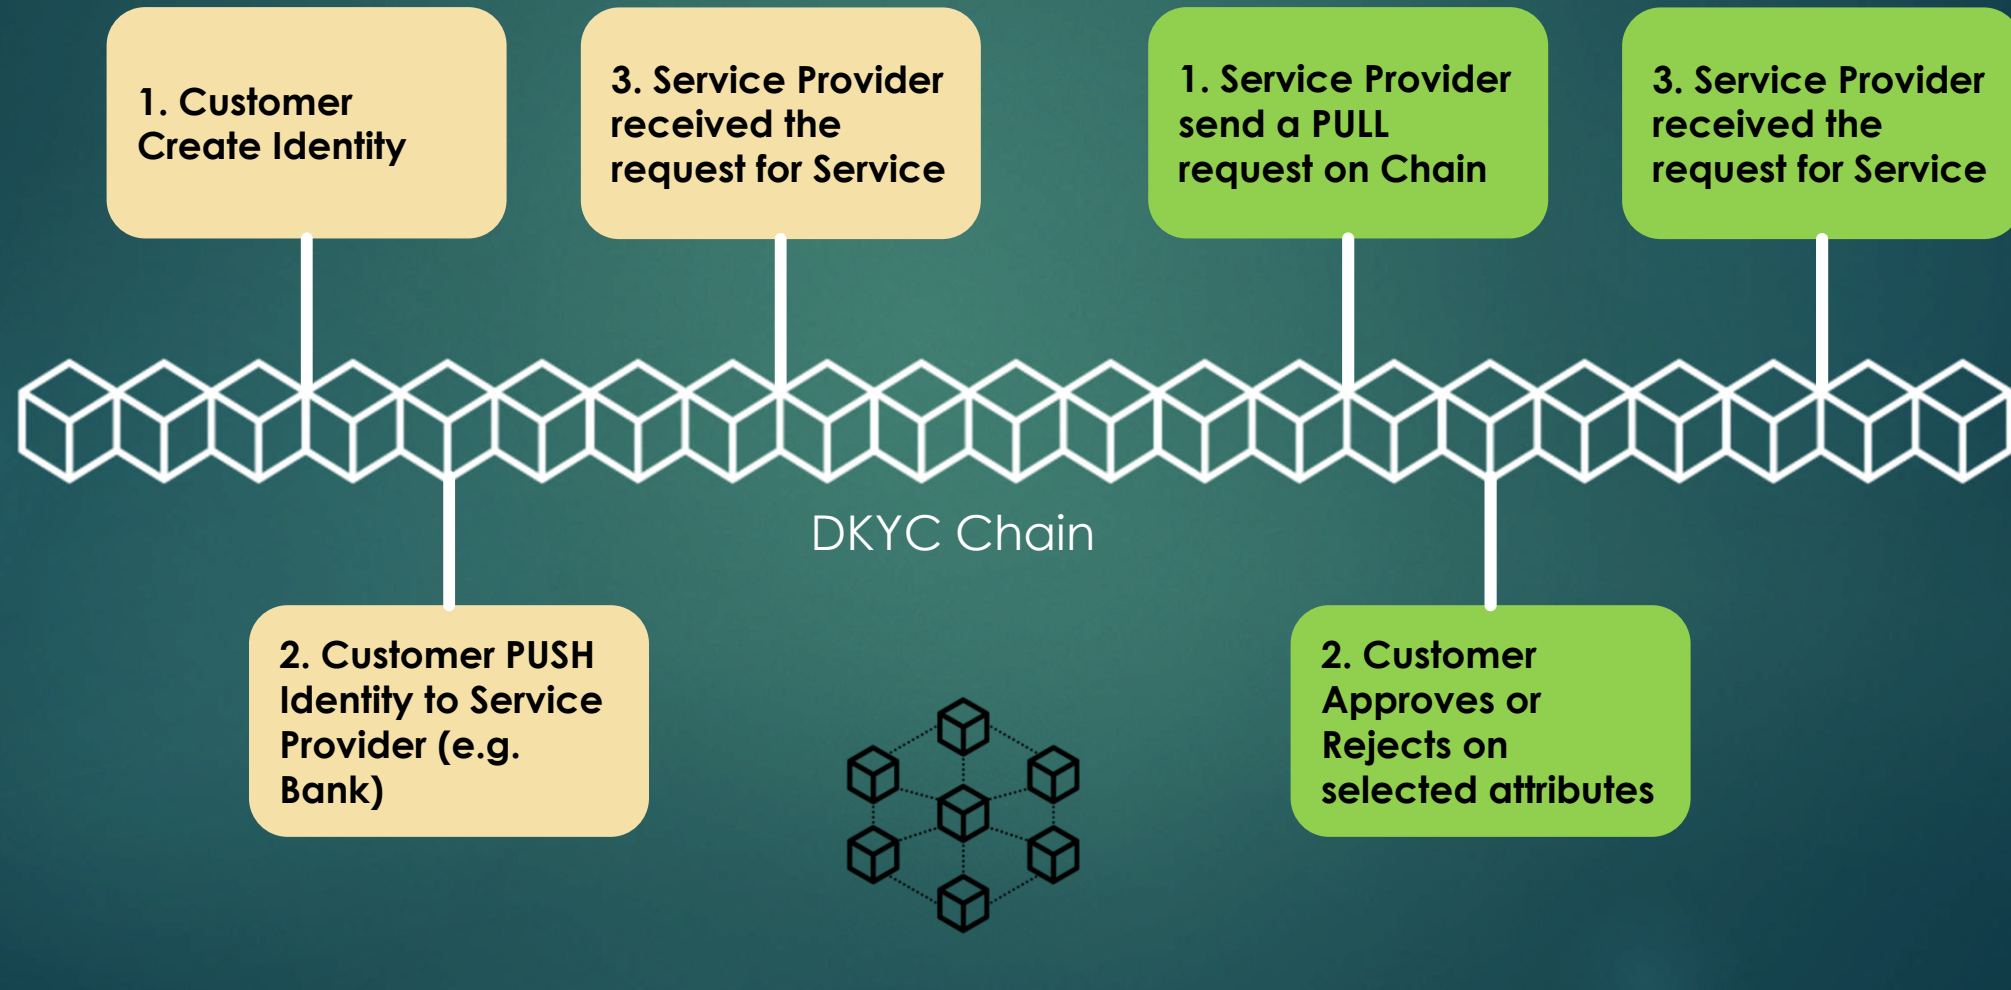 1. Customer
Create Identity
3. Service Provider
received the
request for Service
1. Service Provider
send a PULL
request on Chain
3. Service Provider
received the
request for Service
DKYC Chain
2. Customer PUSH
Identity to Service
Provider (e.g.
Bank)
2. Customer
Approves or
Rejects on
selected attributes